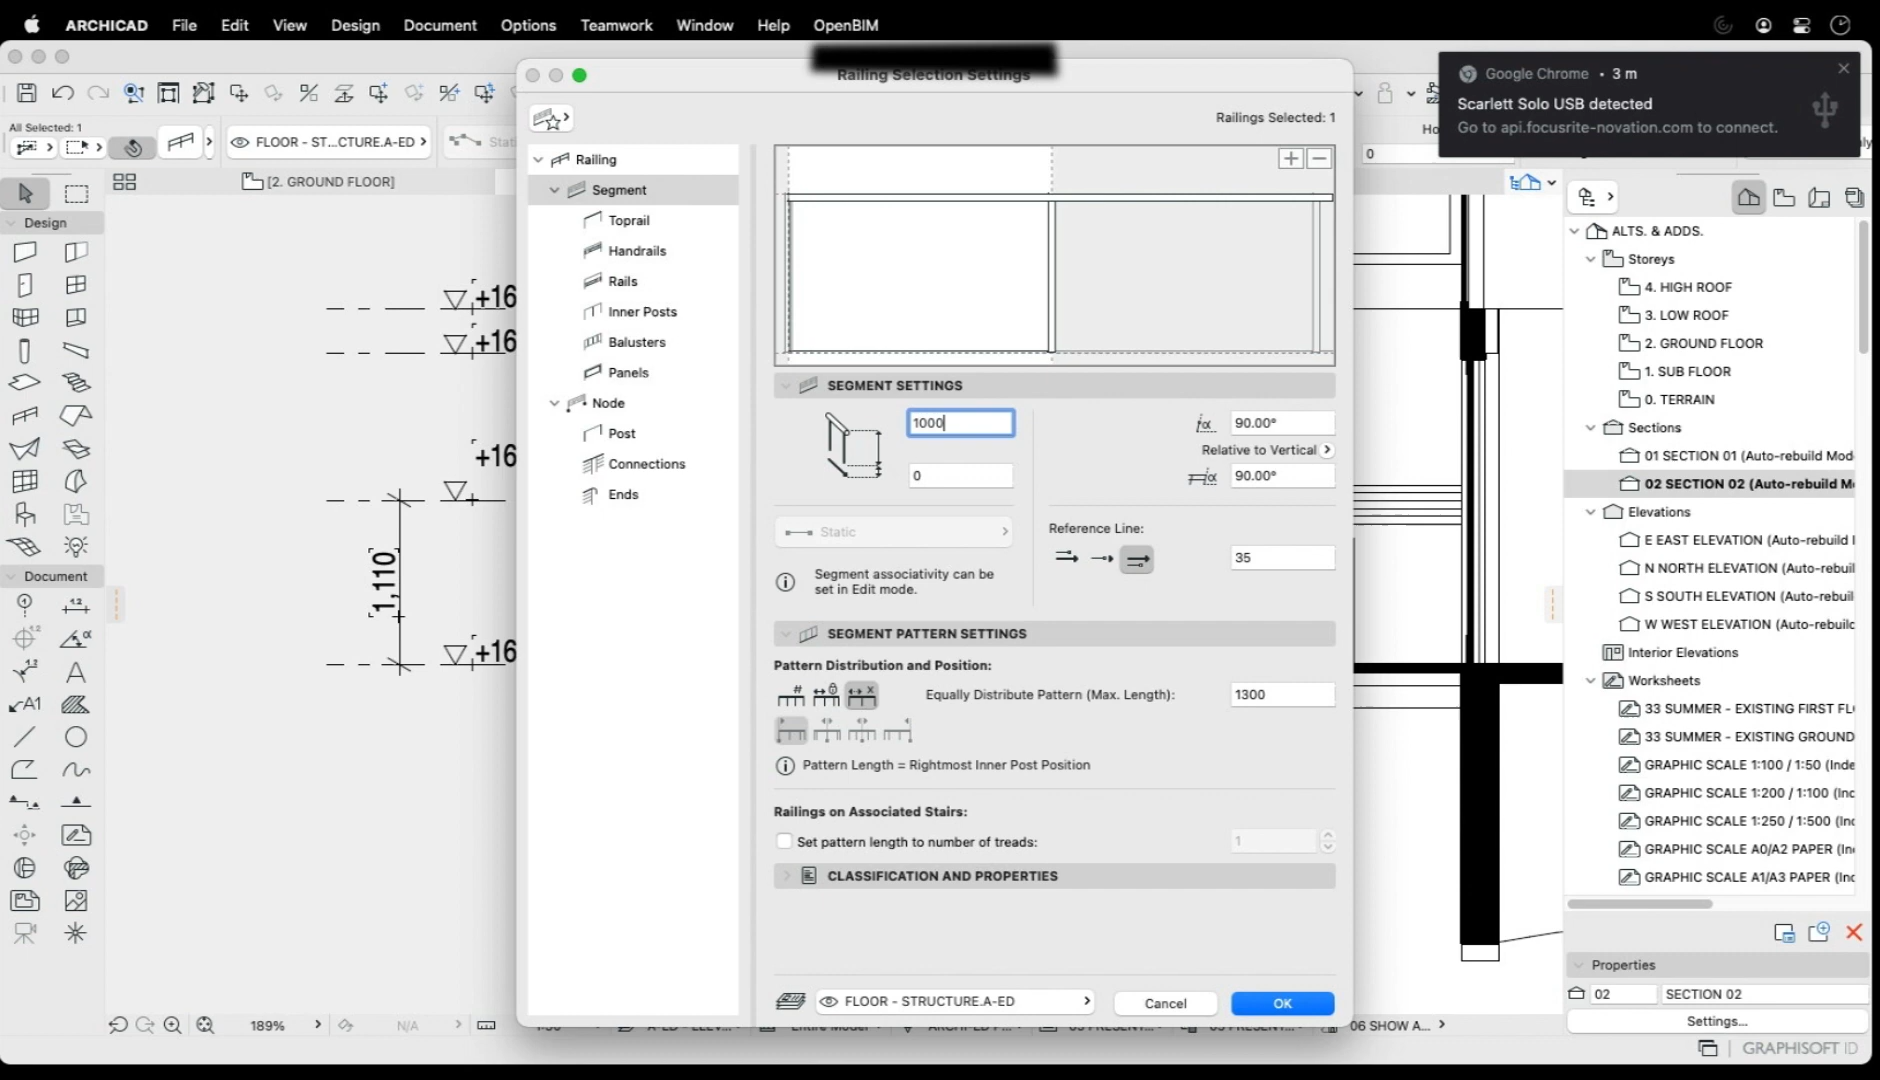 ARCHICAD File Edit View Design Document Options Teamwork Window Help OpenBIM
Railing Selection Settings
Google Chrome • 3 m
Scarlett Solo USB detected
Go to api.focusrite-novation.com to connect.
All Selected: 1
FLOOR - ST...CTURE.A-ED
Stat
0
[2. GROUND FLOOR]
Design
Document
+16
+16
+16
+16
1,110
Railings Selected: 1
Railing
Segment
Toprail
Handrails
Rails
Inner Posts
Balusters
Panels
Node
Post
Connections
Ends
SEGMENT SETTINGS
1000
90.00°
Relative to Vertical
0
90.00°
Static
Segment associativity can be
set in Edit mode.
Reference Line:
35
SEGMENT PATTERN SETTINGS
Pattern Distribution and Position:
Equally Distribute Pattern (Max. Length):
1300
Pattern Length = Rightmost Inner Post Position
Railings on Associated Stairs:
Set pattern length to number of treads:
1
CLASSIFICATION AND PROPERTIES
FLOOR - STRUCTURE.A-ED
Cancel
OK
ALTS. & ADDS.
Storeys
4. HIGH ROOF
3. LOW ROOF
2. GROUND FLOOR
1. SUB FLOOR
0. TERRAIN
Sections
01 SECTION 01 (Auto-rebuild Mod
02 SECTION 02 (Auto-rebuild M
Elevations
E EAST ELEVATION (Auto-rebuild
N NORTH ELEVATION (Auto-rebuil
S SOUTH ELEVATION (Auto-rebuil
W WEST ELEVATION (Auto-rebuild
Interior Elevations
Worksheets
33 SUMMER - EXISTING FIRST FL
33 SUMMER - EXISTING GROUND
GRAPHIC SCALE 1:100 / 1:50 (Inde
GRAPHIC SCALE 1:200 / 1:100 (Inc
GRAPHIC SCALE 1:250 / 1:500 (In
GRAPHIC SCALE A0/A2 PAPER (In
GRAPHIC SCALE A1/A3 PAPER (Inc
Properties
02
SECTION 02
Settings...
189%
N/A
06 SHOW A...
GRAPHISOFT ID